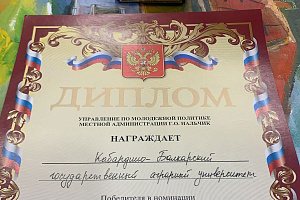 ДИПЛОМ
УПРАВЛЕНИЕ ПО МОЛОДЕЖНОЙ ПОЛИТИКЕ
МЕСТНОЙ АДМИНИСТРАЦИИ Г.О. НАЛЬЧИК
НАГРАЖДАЕТ
Кабардино-Балкарский
государственный аграрный университет
Победителя в номинации